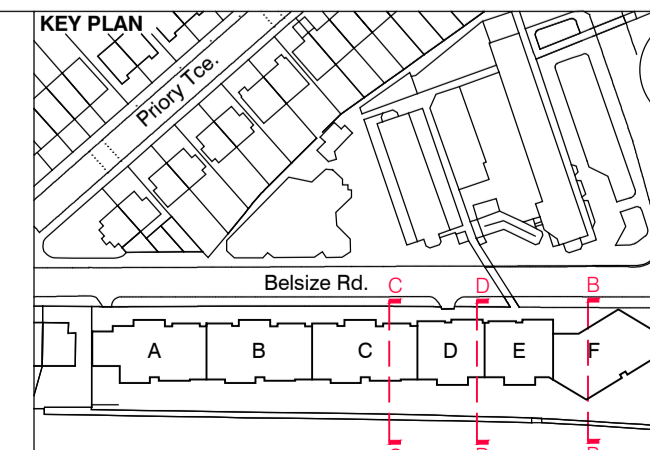 KEY PLAN
Priory Tce.
Belsize Rd.
C D B
A B C D E F